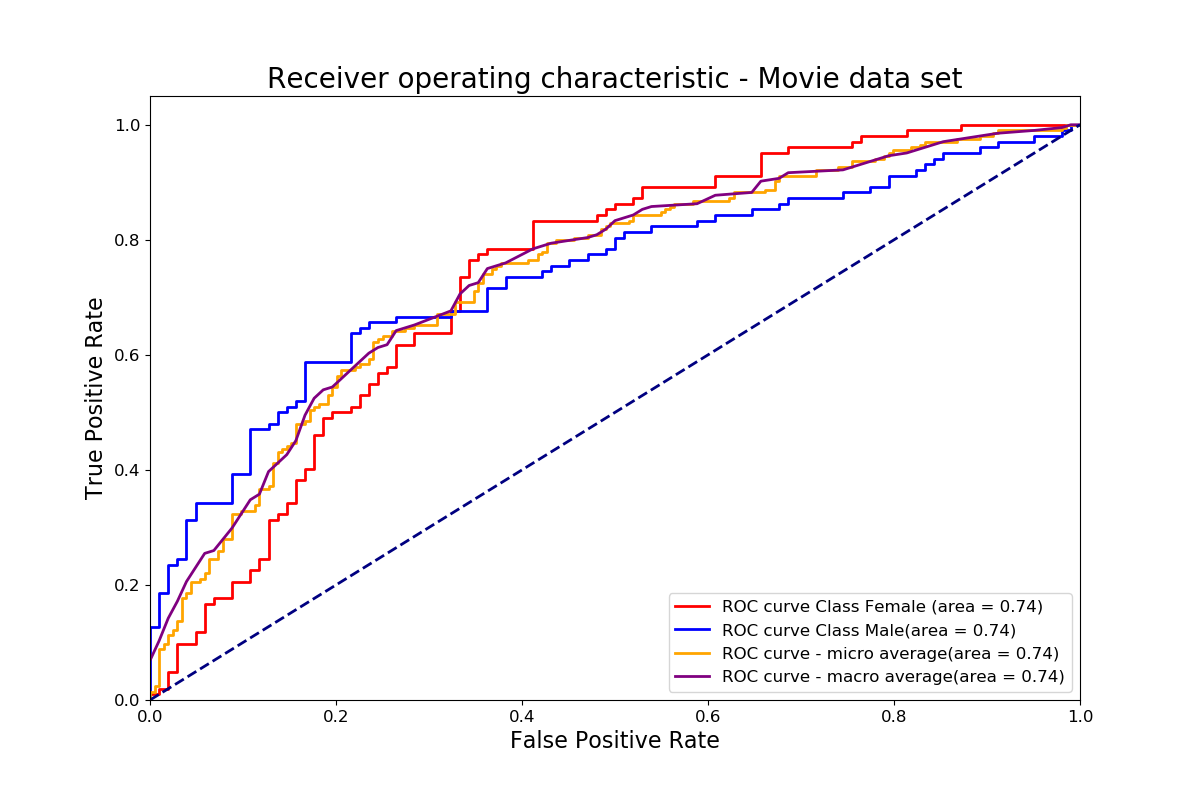 Receiver operating characteristic - Movie data set
1.0
0.8
0.6
0.4
0.2
0.0
True Positive Rate
ROC curve Class Female (area = 0.74)
ROC curve Class Male(area = 0.74)
ROC curve - micro average(area = 0.74)
ROC curve - macro average(area = 0.74)
0.0 0.2 0.4 0.6 0.8 1.0
False Positive Rate